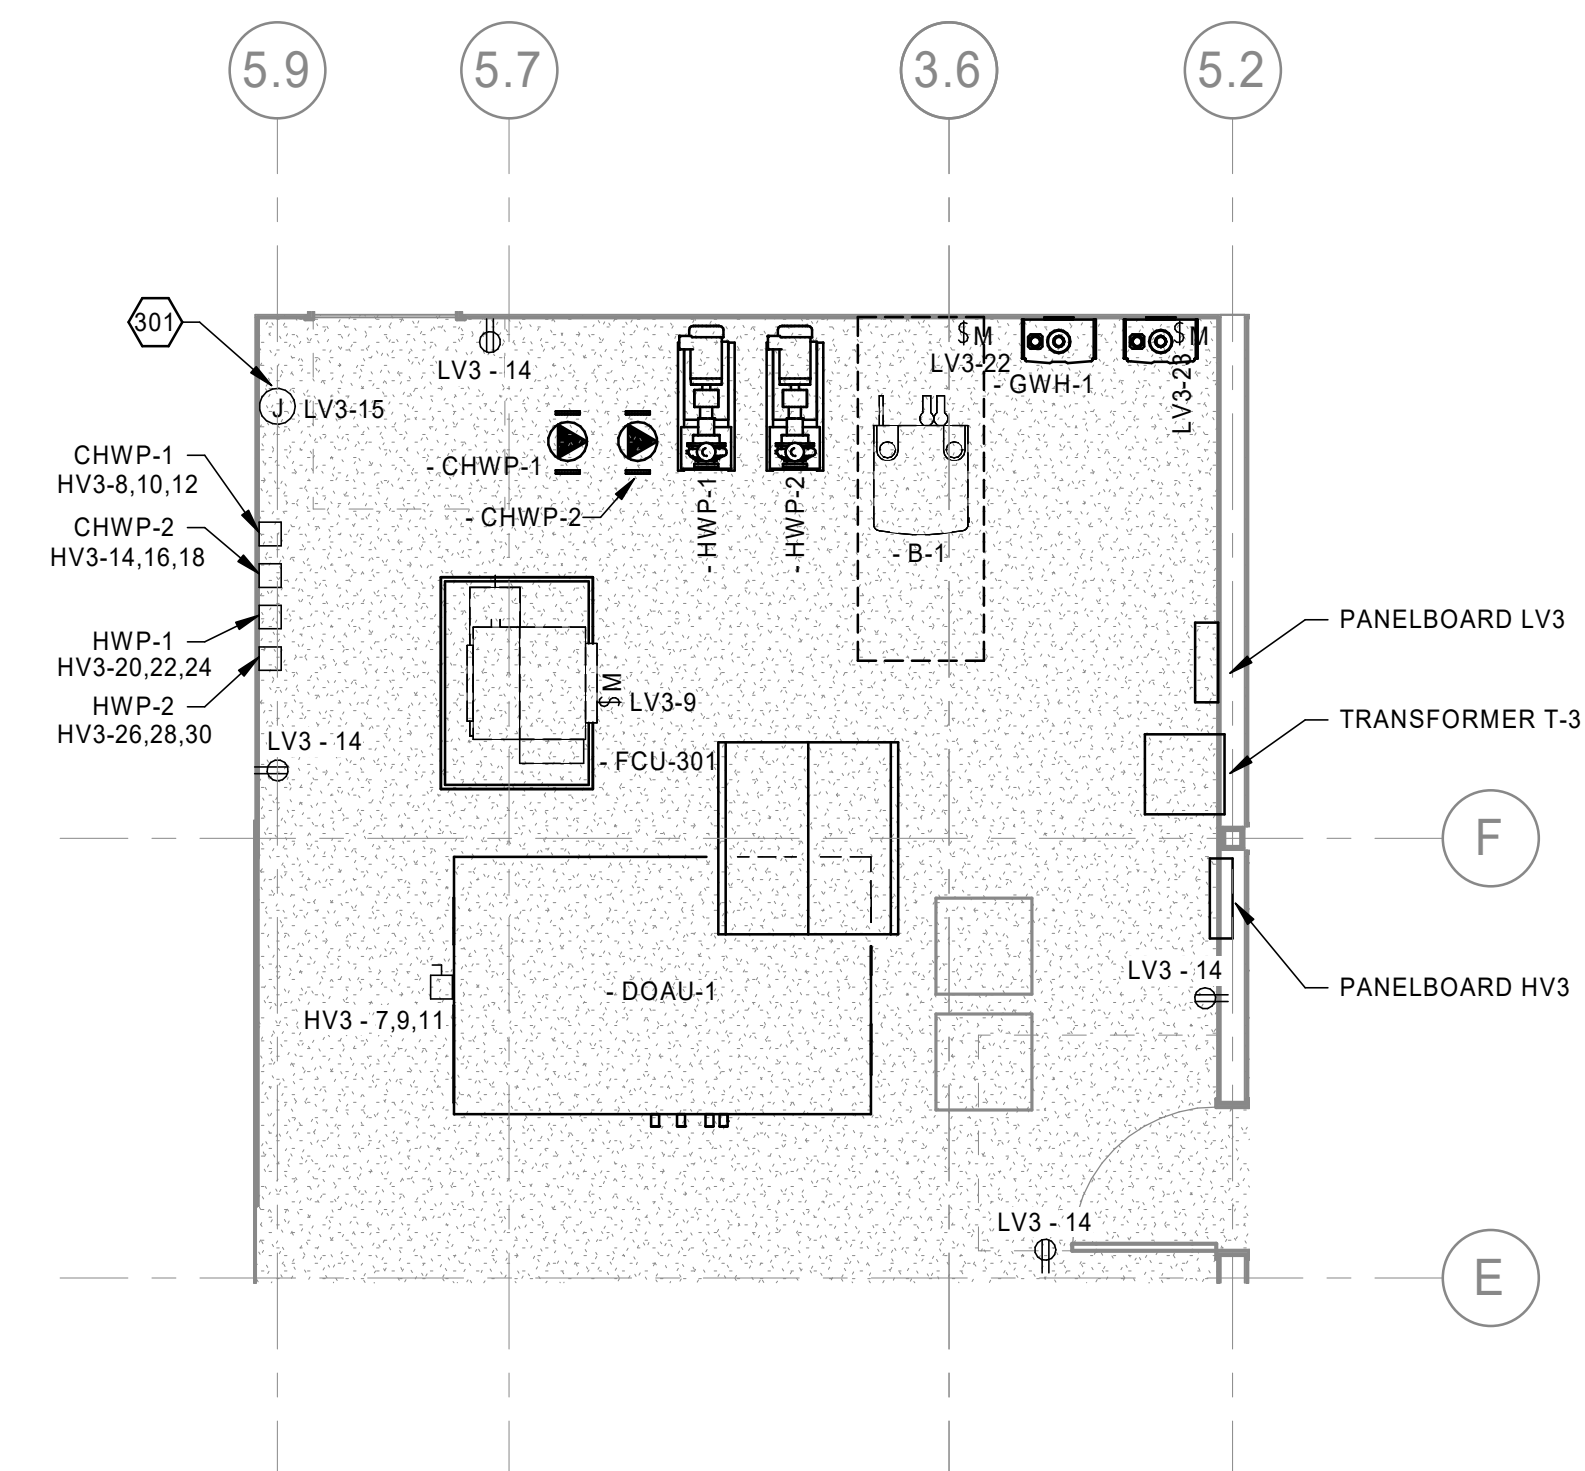 5.9
5.7
3.6
5.2
301
J
LV3-15
LV3 - 14
$M
LV3-22
- GWH-1
$M
LV3-23
CHWP-1
HV3-8,10,12
CHWP-2
HV3-14,16,18
HWP-1
HV3-20,22,24
HWP-2
HV3-26,28,30
- CHWP-1
- CHWP-2
- HWP-1
- HWP-2
- B-1
$M
LV3-9
- FCU-301
LV3 - 14
PANELBOARD LV3
TRANSFORMER T-3
F
PANELBOARD HV3
LV3 - 14
- DOAU-1
HV3 - 7,9,11
LV3 - 14
E